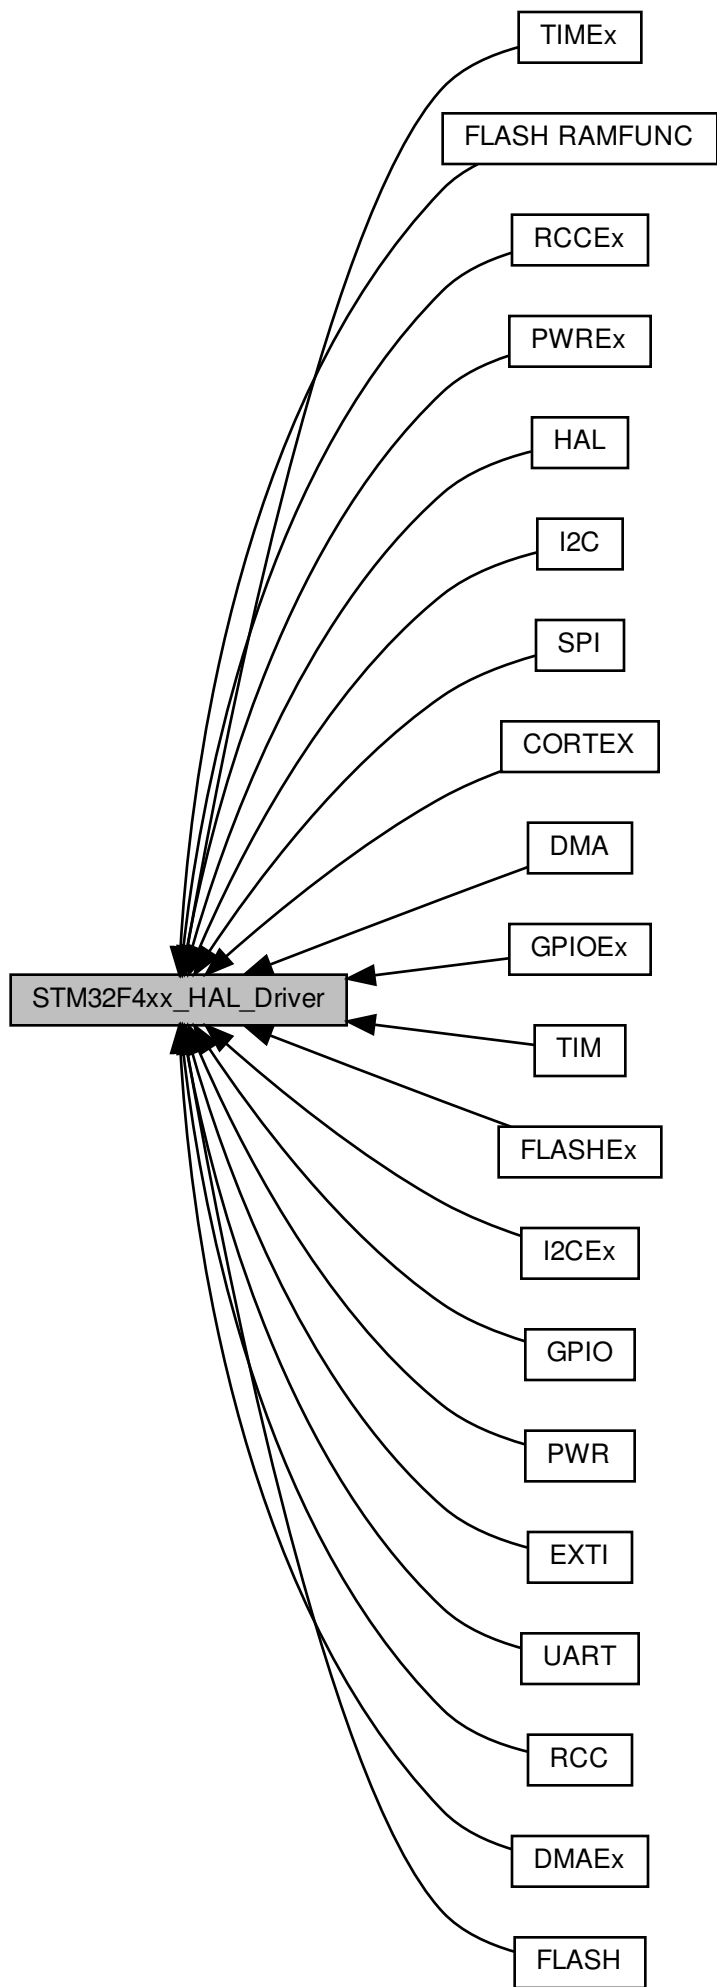 TIMEx
FLASH RAMFUNC
RCCEx
PWREx
HAL
I2C
SPI
CORTEX
DMA
GPIOEx
STM32F4xx_HAL_Driver
TIM
FLASHEx
I2CEx
GPIO
PWR
EXTI
UART
RCC
DMAEx
FLASH